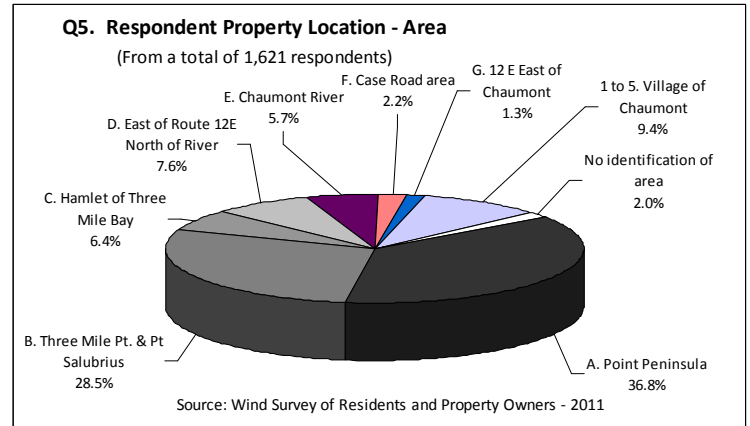 Q5. Respondent Property Location - Area
(From a total of 1,621 respondents)
F. Case Road area
2.2%
G. 12 E East of
Chaumont
1.3%
1 to 5. Village of
Chaumont
9.4%
E. Chaumont River
5.7%
D. East of Route 12E
North of River
7.6%
No identification of
area
2.0%
C. Hamlet of Three
Mile Bay
6.4%
B. Three Mile Pt. & Pt
Salubrius
28.5%
A. Point Peninsula
36.8%
Source: Wind Survey of Residents and Property Owners - 2011